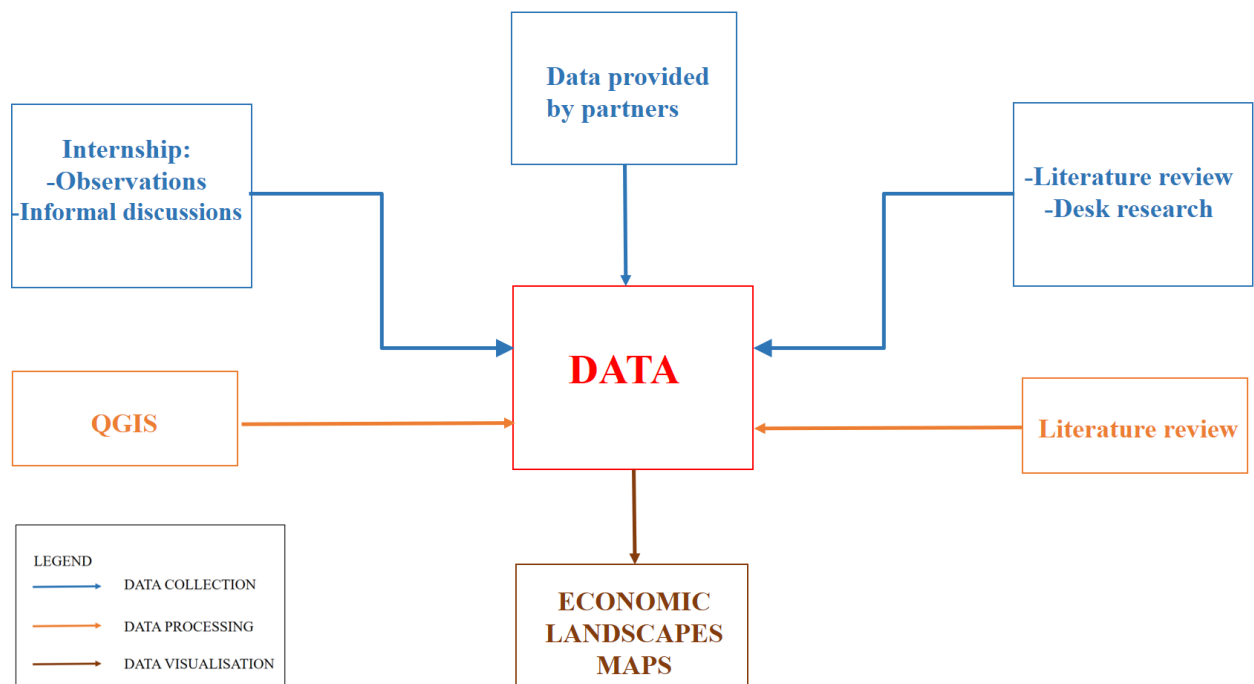 Data provided
by partners
Internship:
-Observations
-Informal discussions
-Literature review
-Desk research
DATA
QGIS
Literature review
LEGEND
DATA COLLECTION
DATA PROCESSING
DATA VISUALISATION
ECONOMIC
LANDSCAPES
MAPS